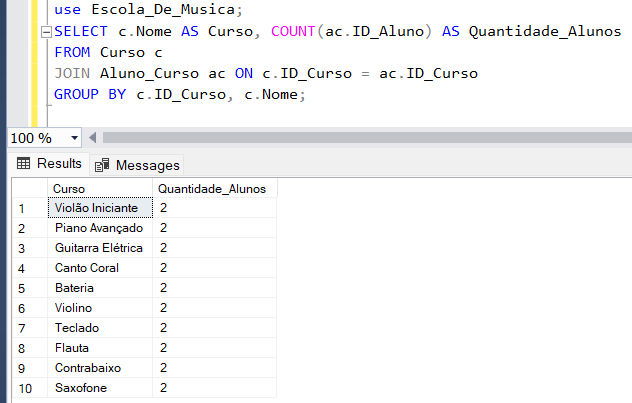 use Escola_De_Musica;
SELECT c.Nome AS Curso, COUNT(ac.ID_Aluno) AS Quantidade_Alunos
FROM Curso c
JOIN Aluno_Curso ac ON c.ID_Curso = ac.ID_Curso
GROUP BY c.ID_Curso, c.Nome;
100 %
Results Messages
Curso Quantidade_Alunos
1 Violão Iniciante 2
2 Piano Avançado 2
3 Guitarra Elétrica 2
4 Canto Coral 2
5 Bateria 2
6 Violino 2
7 Teclado 2
8 Flauta 2
9 Contrabaixo 2
10 Saxofone 2